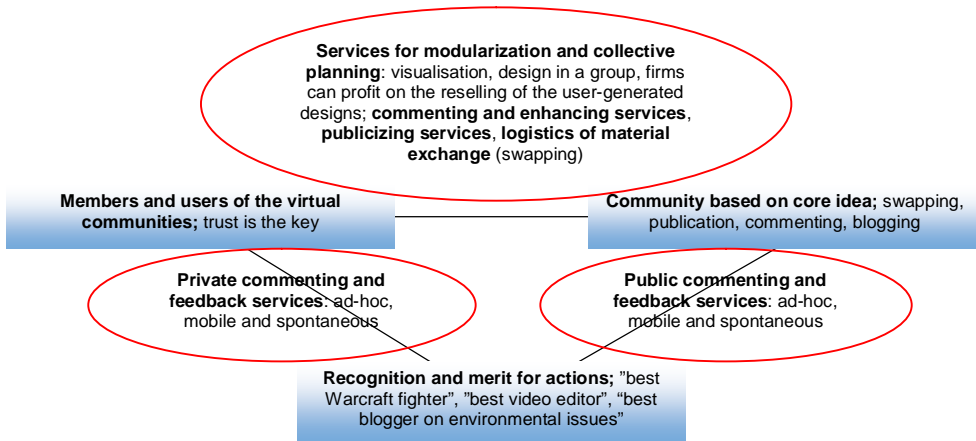 Services for modularization and collective
planning: visualisation, design in a group, firms
can profit on the reselling of the user-generated
designs; commenting and enhancing services,
publicizing services, logistics of material
exchange (swapping)
Members and users of the virtual
communities; trust is the key
Community based on core idea; swapping,
publication, commenting, blogging
Private commenting and
feedback services: ad-hoc,
mobile and spontaneous
Public commenting and
feedback services: ad-hoc,
mobile and spontaneous
Recognition and merit for actions; ”best
Warcraft fighter”, ”best video editor”, “best
blogger on environmental issues”